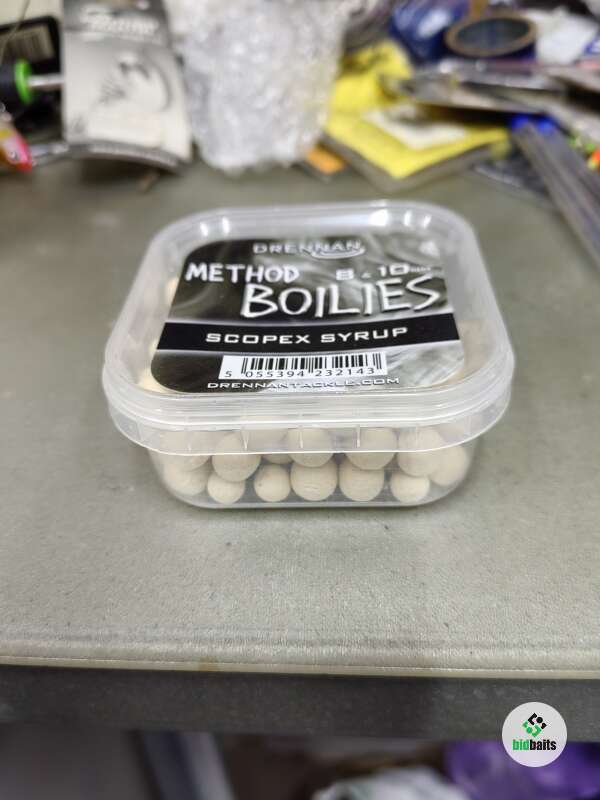 DRENNAN
METHOD 8 & 10mm
BOILIES
SCOPEX SYRUP
5 055394 232143
DRENNANTACKLE.COM
bidbaits